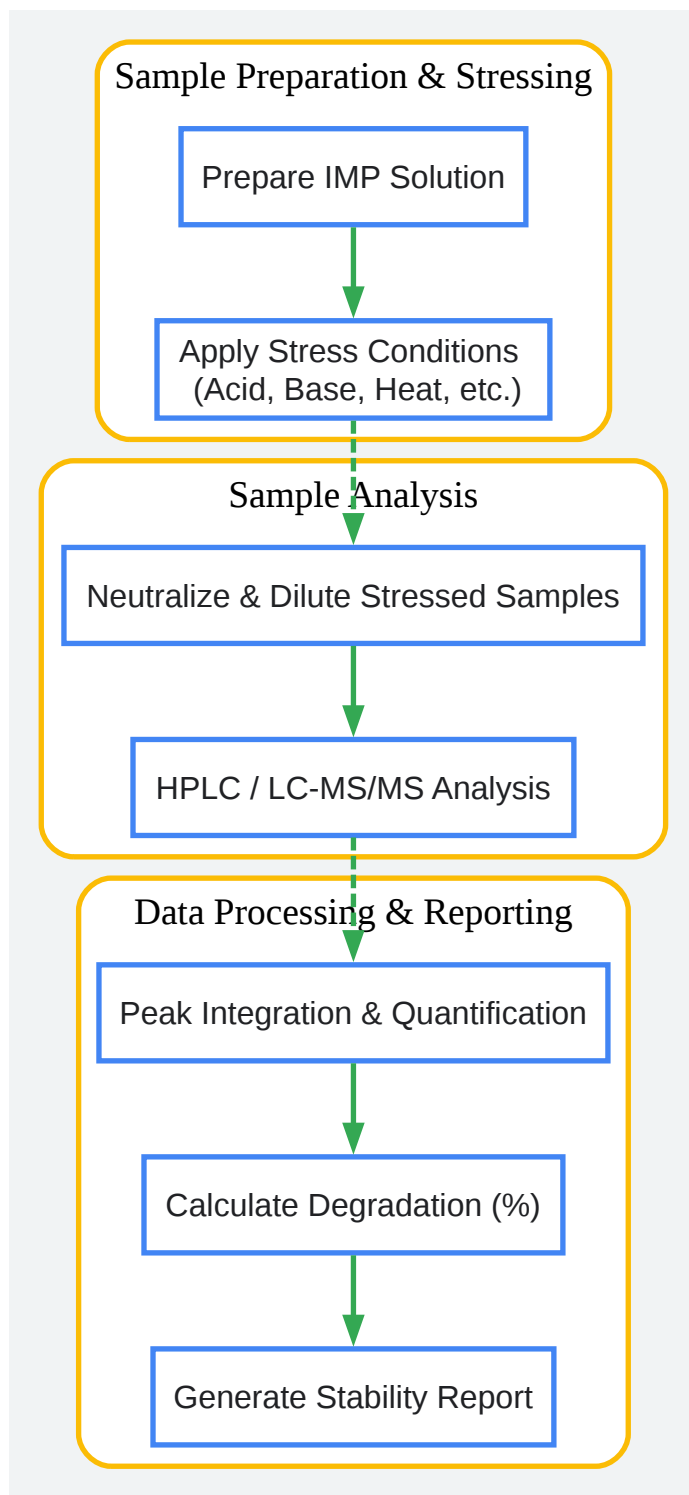 Sample Preparation & Stressing
Prepare IMP Solution
Apply Stress Conditions
(Acid, Base, Heat, etc.)
Sample Analysis
Neutralize & Dilute Stressed Samples
HPLC / LC-MS/MS Analysis
Data Processing & Reporting
Peak Integration & Quantification
Calculate Degradation (%)
Generate Stability Report